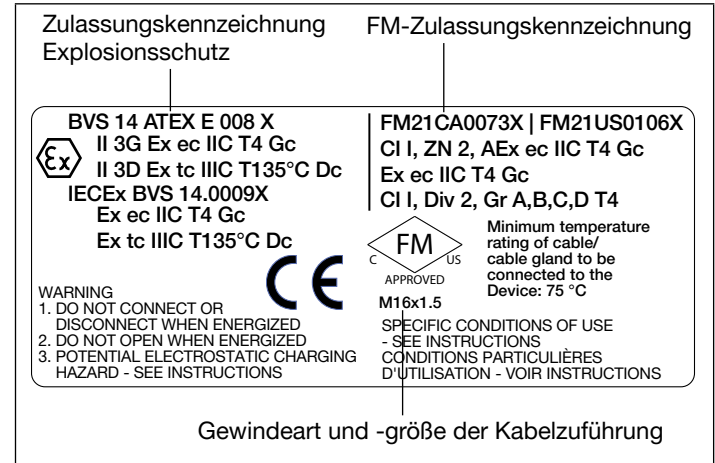 Zulassungskennzeichnung
Explosionsschutz
FM-Zulassungskennzeichnung
BVS 14 ATEX E 008 X
II 3G Ex ec IIC T4 Gc
II 3D Ex tc IIIC T135°C Dc
IECEx BVS 14.0009X
Ex ec IIC T4 Gc
Ex tc IIIC T135°C Dc
Ex
CE
WARNING
1. DO NOT CONNECT OR
DISCONNECT WHEN ENERGIZED
2. DO NOT OPEN WHEN ENERGIZED
3. POTENTIAL ELECTROSTATIC CHARGING
HAZARD - SEE INSTRUCTIONS
FM21CA0073X | FM21US0106X
Cl I, ZN 2, AEx ec IIC T4 Gc
Ex ec IIC T4 Gc
Cl I, Div 2, Gr A,B,C,D T4
C FM US
APPROVED
M16x1.5
Minimum temperature
rating of cable/
cable gland to be
connected to the
Device: 75 °C
SPECIFIC CONDITIONS OF USE
- SEE INSTRUCTIONS
CONDITIONS PARTICULIÈRES
D'UTILISATION - VOIR INSTRUCTIONS
Gewindeart und -größe der Kabelzuführung